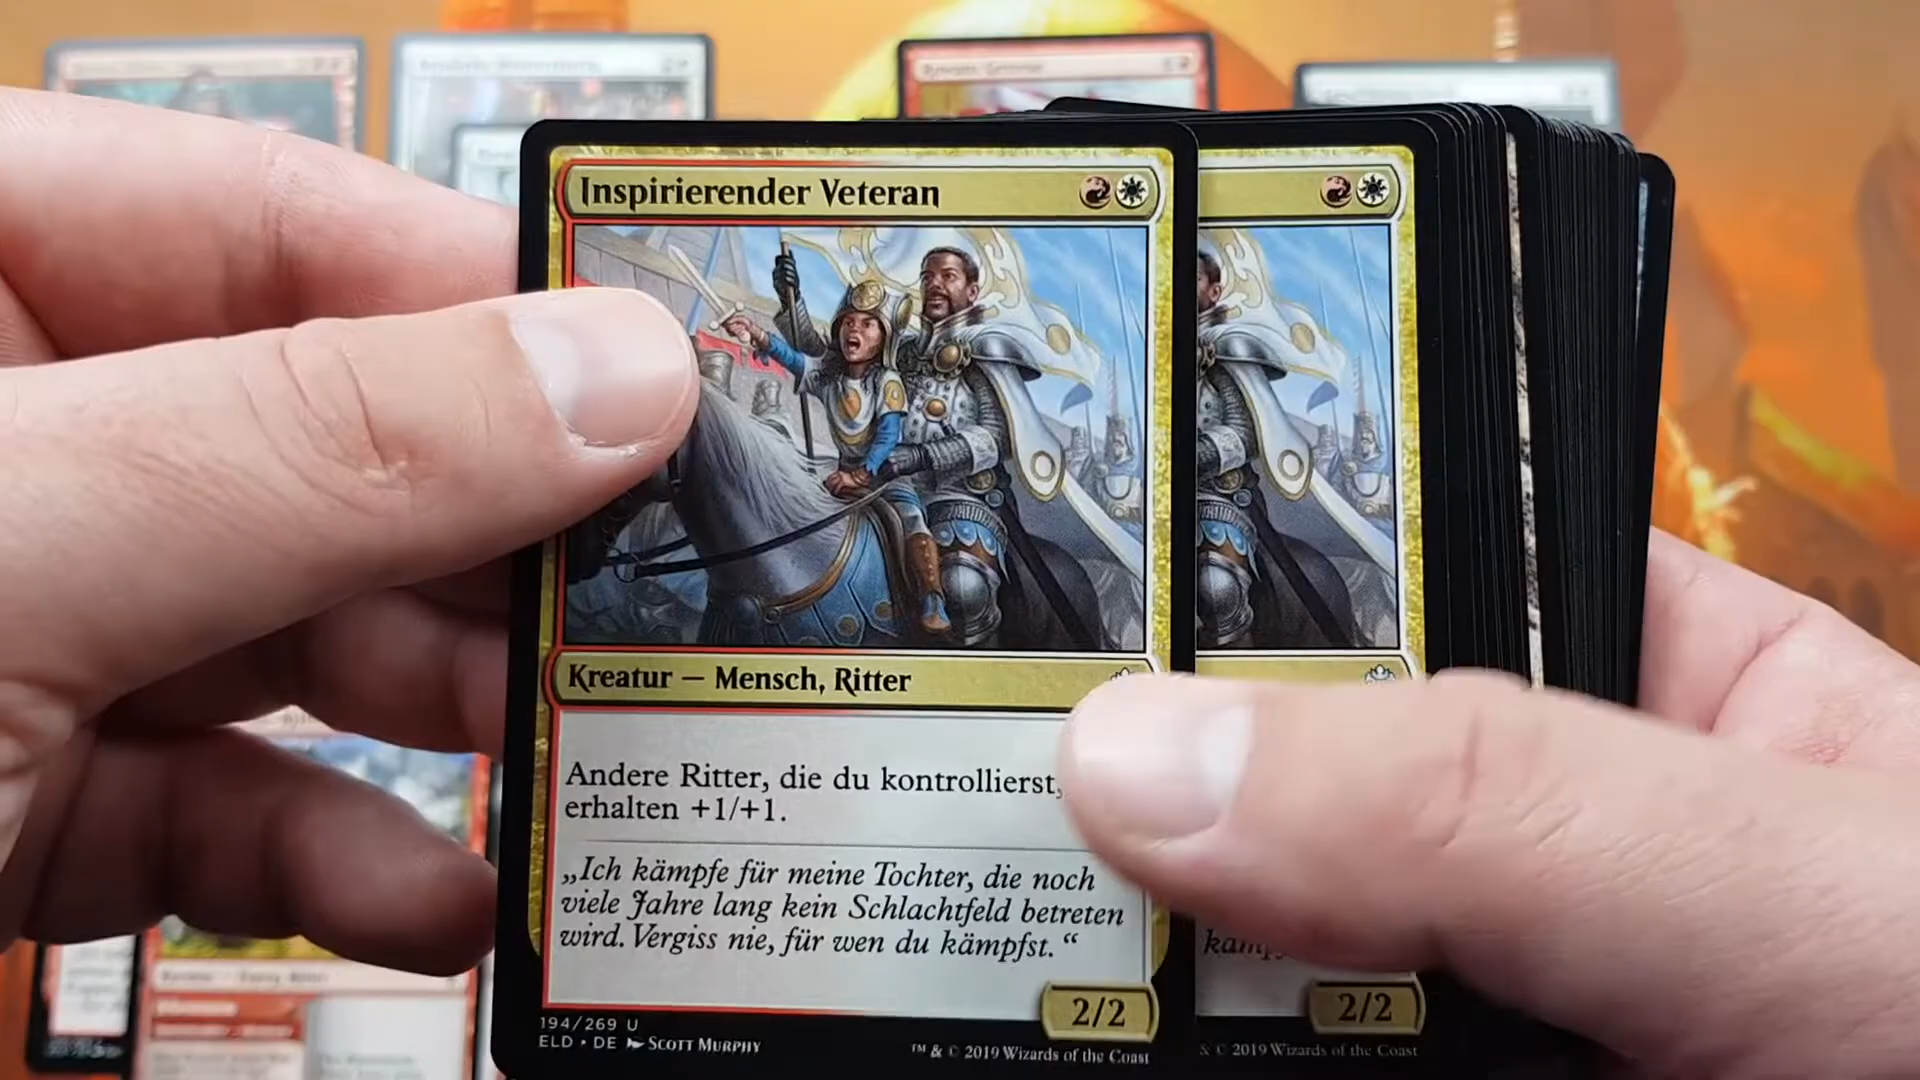 Inspirierender Veteran
Kreatur — Mensch, Ritter
Andere Ritter, die du kontrollierst,
erhalten +1/+1.
„Ich kämpfe für meine Tochter, die noch
viele Jahre lang kein Schlachtfeld betreten
wird. Vergiss nie, für wen du kämpfst.“
2/2
194/269 U
ELD • DE Scott Murphy
™ & © 2019 Wizards of the Coast
2/2
& © 2019 Wizards of the Coast